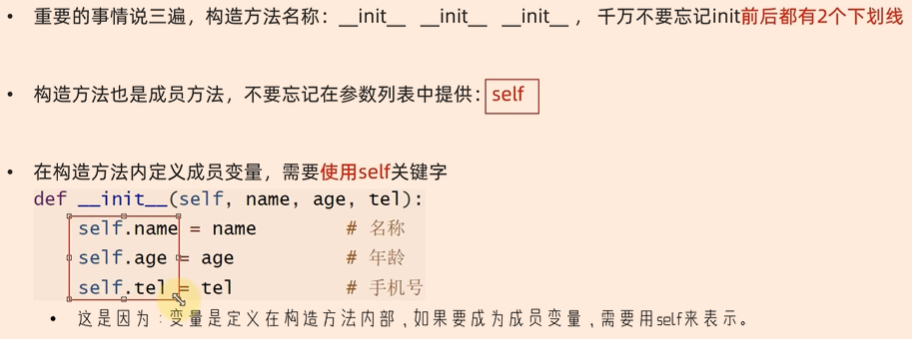 • 重要的事情说三遍，构造方法名称：__init__ __init__ __init__ ， 千万不要忘记init前后都有2个下划线
• 构造方法也是成员方法，不要忘记在参数列表中提供：self
• 在构造方法内定义成员变量，需要使用self关键字
def __init__(self, name, age, tel):
self.name = name # 名称
self.age = age # 年龄
self.tel = tel # 手机号
• 这是因为：变量是定义在构造方法内部,如果要成为成员变量,需要用self来表示。